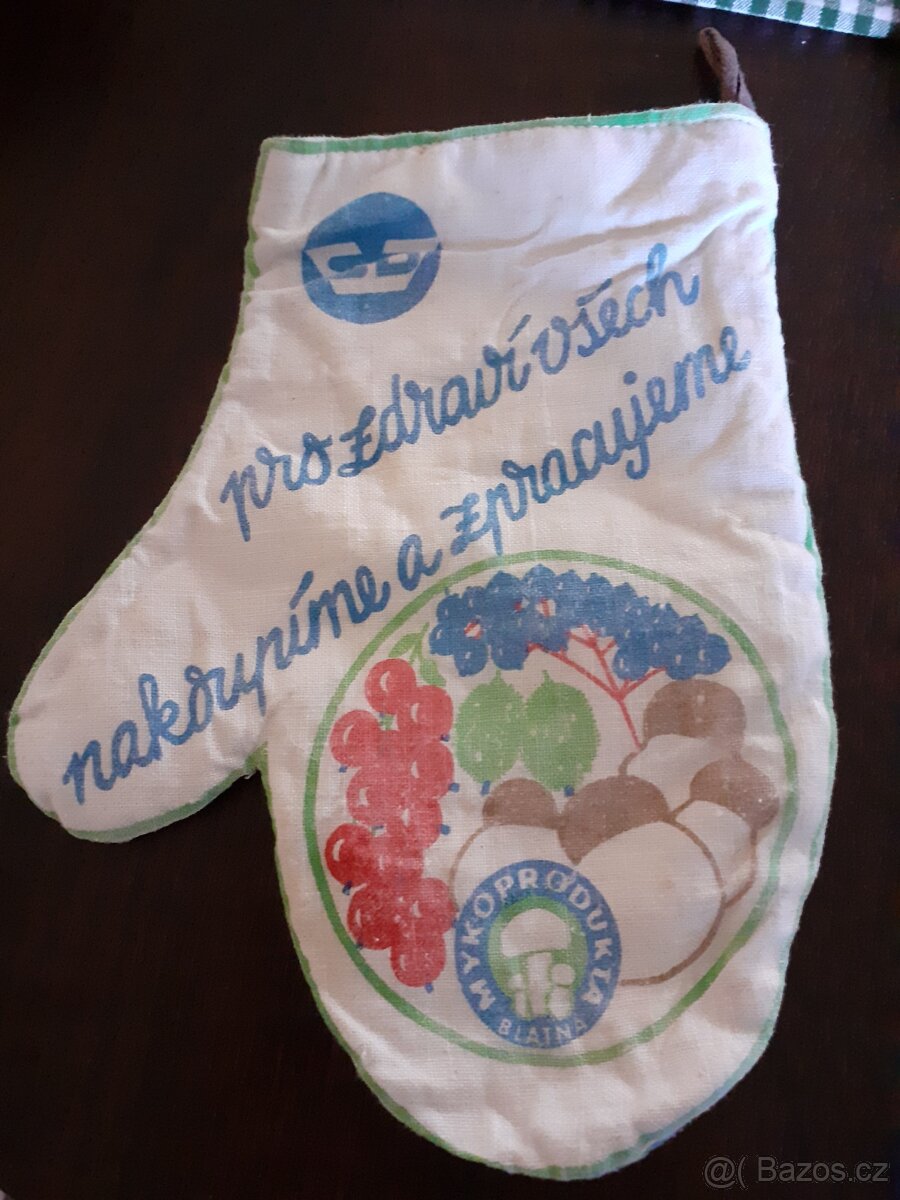 pro zdraví všech
nakoupíme a zpracujeme
MYKOPRODUKTA
BLATNÁ
@( Bazos.cz